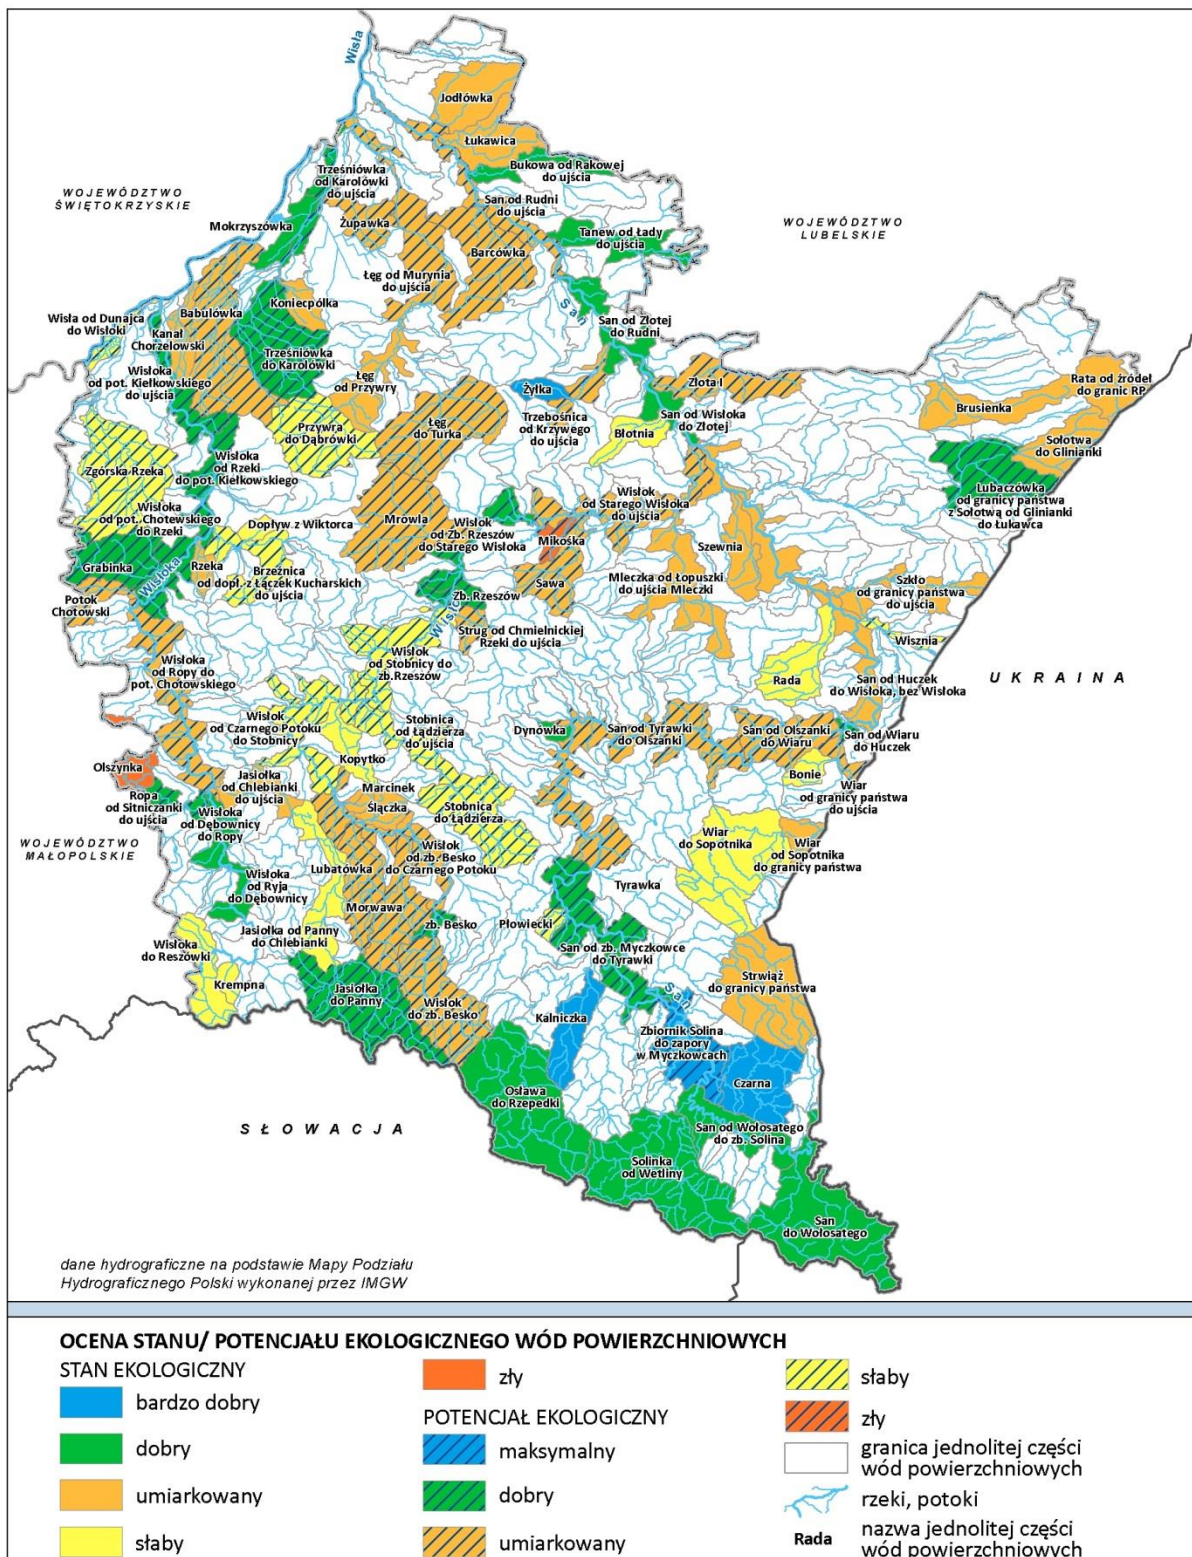 Wisła
Jodłówka
Łukawica
Bukowa od Rakowej
do ujścia
Trześniówka
od Karolówki
do ujścia
WOJEWÓDZTWO
ŚWIĘTOKRZYSKIE
San od Rudni
do ujścia
WOJEWÓDZTWO
LUBELSKIE
Mokrzyszówka
Żupawka
Tanew od Łady
do ujścia
Barcówka
Łęg od Murynia
do ujścia
Koniecpólka
San
Wisła od Dunajca
do Wisłoki
Babulówka
Kanał
Chorzelowski
San od Złotej
do Rudni
Trześniówka
do Karolówki
Wisłoka
od pot. Kiełkowskiego
do ujścia
Łęg
od Przywry
Żyłka
Złota I
Rata od źródeł
do granic RP
Brusienka
Trzebośnica
od Krzywego
do ujścia
San od Wisłoka
do Złotej
Przywra
do Dąbrówki
Łęg
do Turka
Błotnia
Sołotwa
do Glinianki
Zgórska Rzeka
Wisłoka
od Rzeki
do pot. Kiełkowskiego
Lubaczówka
od granicy państwa
z Sołotwą od Glinianki
do Łukawca
Wisłok
od Starego Wisłoka
do ujścia
Wisłoka
od pot. Chotewskiego
do Rzeki
Dopływ z Wiktorca
Mrowla
Wisłok
od Zb. Rzeszów
do Starego Wisłoka
Mikośka
Szewnia
Grabinka
Wisłoka
Rzeka
Brzeźnica
od dopł. z Łączek Kucharskich
do ujścia
Sawa
Mleczka od Łopuszki
do ujścia Mleczki
Szkło
od granicy państwa
do ujścia
Potok
Chotowski
Zb. Rzeszów
Strug od Chmielnickiej
Rzeki do ujścia
Wisznia
Wisłok
od Stobnicy do
zb.Rzeszów
Wisłoka
od Ropy do
pot. Chotowskiego
Rada
San od Huczek
do Wisłoka, bez Wisłoka
UKRAINA
Wisłok
od Czarnego Potoku
do Stobnicy
Stobnica
od Łądzierza
do ujścia
Dynówka
San od Tyrawki
do Olszanki
San od Olszanki
do Wiaru
San od Wiaru
do Huczek
Olszynka
Kopytko
Jasiołka
od Chlebianki
do ujścia
Marcinek
Bonie
Ropa
od Sitniczanki
do ujścia
Ślączka
Wiar
od granicy państwa
do ujścia
Wisłoka
od Dębownicy
do Ropy
Stobnica
do Łądzierza
WOJEWÓDZTWO
MAŁOPOLSKIE
Wiar
do Sopotnika
Wiar
od Sopotnika
do granicy państwa
Wisłok
od zb. Besko
do Czarnego Potoku
Lubatówka
Wisłoka
od Ryja
do Dębownicy
Tyrawka
Morwawa
zb. Besko
Płowiecki
Jasiołka od Panny
do Chlebianki
Wisłoka
do Reszówki
San od zb. Myczkowce
do Tyrawki
Strwiąż
do granicy państwa
Krempna
Jasiołka
do Panny
Wisłok
do zb. Besko
San
Kalniczka
Zbiornik Solina
do zapory
w Myczkowcach
Czarna
Osława
do Rzepedki
SŁOWACJA
San od Wołosatego
do zb. Solina
Solinka
od Wetliny
San
do Wołosatego
dane hydrograficzne na podstawie Mapy Podziału
Hydrograficznego Polski wykonanej przez IMGW
OCENA STANU/ POTENCJAŁU EKOLOGICZNEGO WÓD POWIERZCHNIOWYCH
STAN EKOLOGICZNY
bardzo dobry
dobry
umiarkowany
słaby
zły
POTENCJAŁ EKOLOGICZNY
maksymalny
dobry
umiarkowany
słaby
zły
granica jednolitej części
wód powierzchniowych
rzeki, potoki
Rada
nazwa jednolitej części
wód powierzchniowych